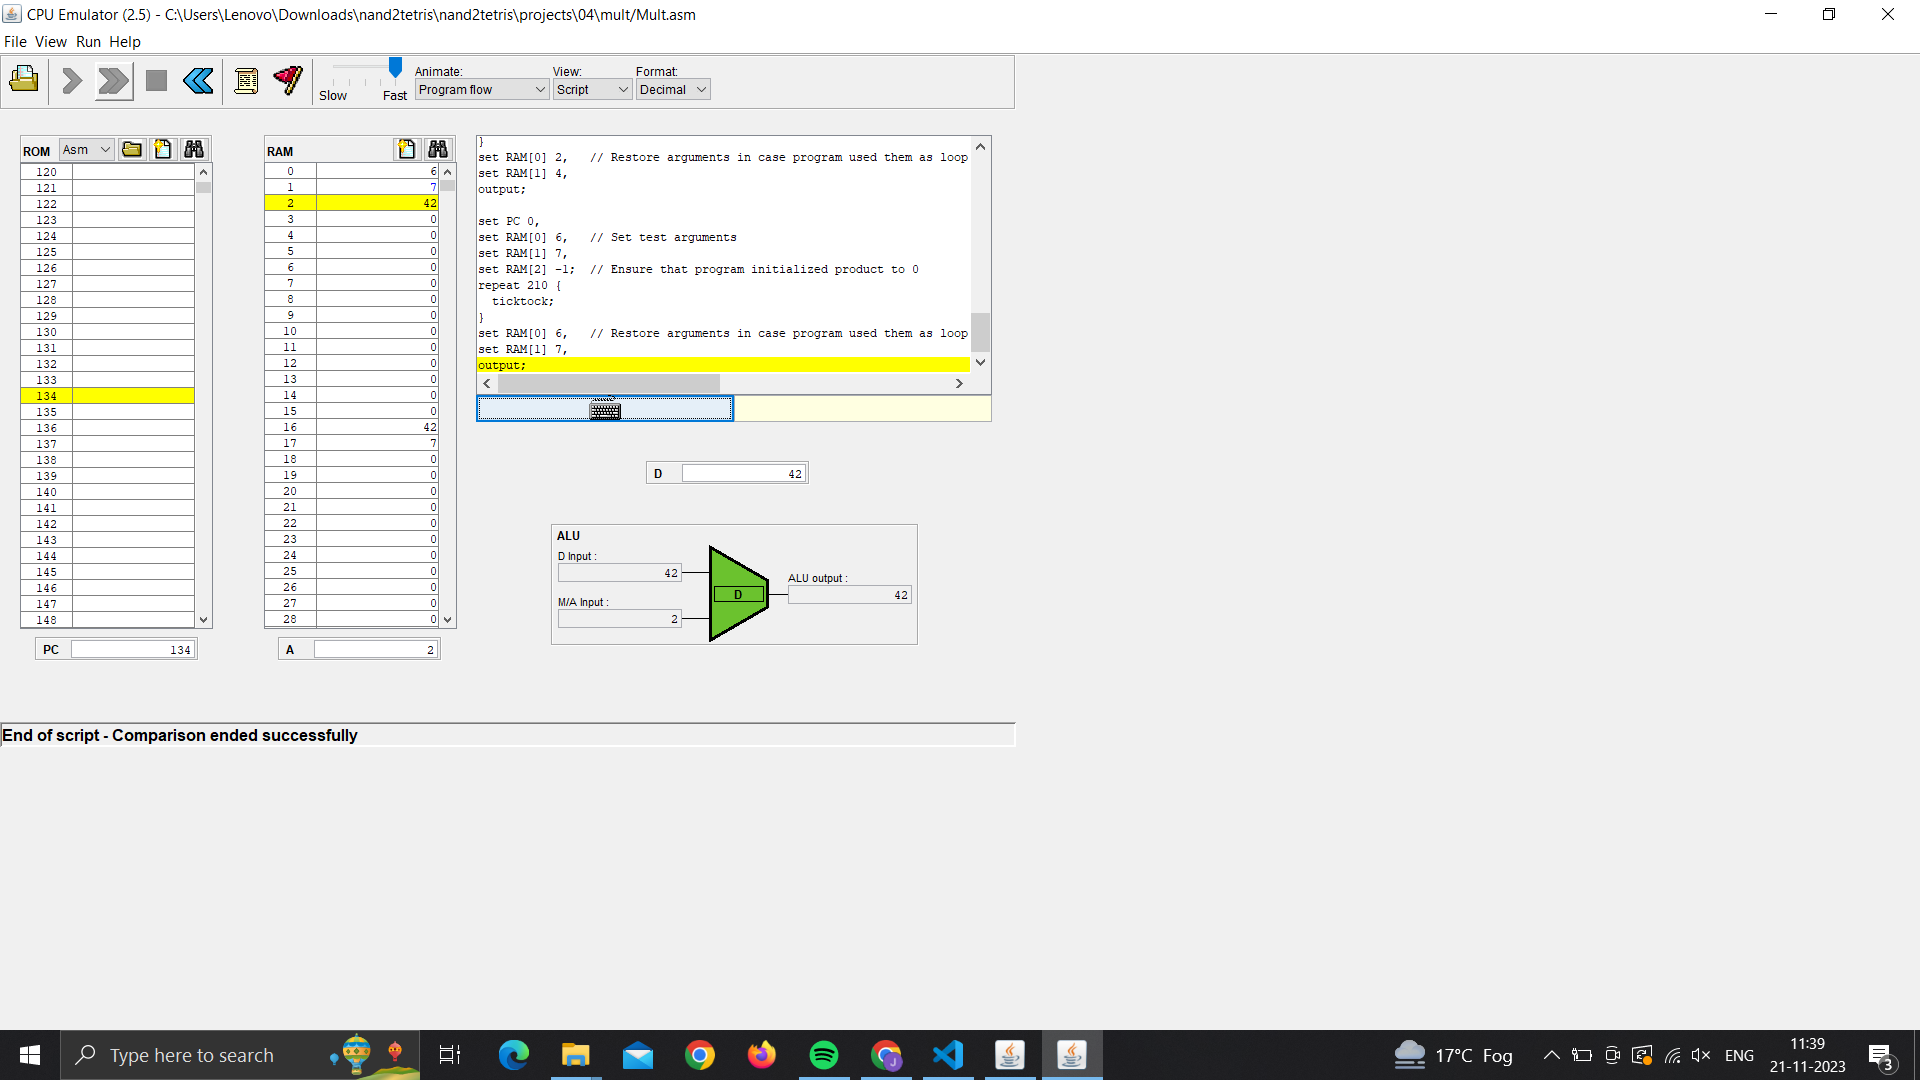 CPU Emulator (2.5) - C:\Users\Lenovo\Downloads\nand2tetris\nand2tetris\projects\04\mult/Mult.asm
File View Run Help
Slow Fast
Animate:
Program flow
View:
Script
Format:
Decimal
ROM Asm
120
121
122
123
124
125
126
127
128
129
130
131
132
133
134
135
136
137
138
139
140
141
142
143
144
145
146
147
148
PC 134
RAM
0 6
1 7
2 42
3 0
4 0
5 0
6 0
7 0
8 0
9 0
10 0
11 0
12 0
13 0
14 0
15 0
16 42
17 7
18 0
19 0
20 0
21 0
22 0
23 0
24 0
25 0
26 0
27 0
28 0
A 2
}
set RAM[0] 2, // Restore arguments in case program used them as loop
set RAM[1] 4,
output;
set PC 0,
set RAM[0] 6, // Set test arguments
set RAM[1] 7,
set RAM[2] -1; // Ensure that program initialized product to 0
repeat 210 {
ticktock;
}
set RAM[0] 6, // Restore arguments in case program used them as loop
set RAM[1] 7,
output;
D 42
ALU
D Input :
42
M/A Input :
2
D
ALU output :
42
End of script - Comparison ended successfully
Type here to search
J
17°C Fog
ENG
11:39
21-11-2023
3